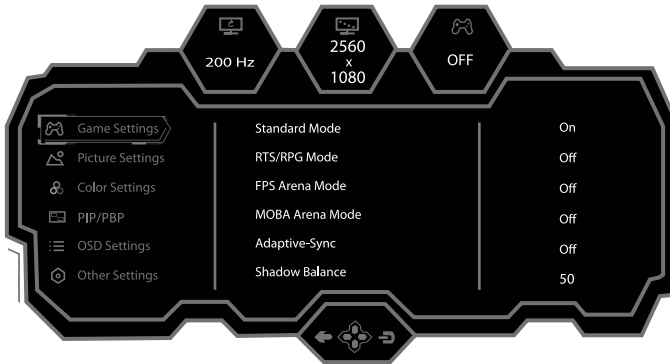 200 Hz
2560
x
1080
OFF
Game Settings
Standard Mode
On
Picture Settings
RTS/RPG Mode
Off
Color Settings
FPS Arena Mode
Off
PIP/PBP
MOBA Arena Mode
Off
OSD Settings
Adaptive-Sync
Off
Other Settings
Shadow Balance
50